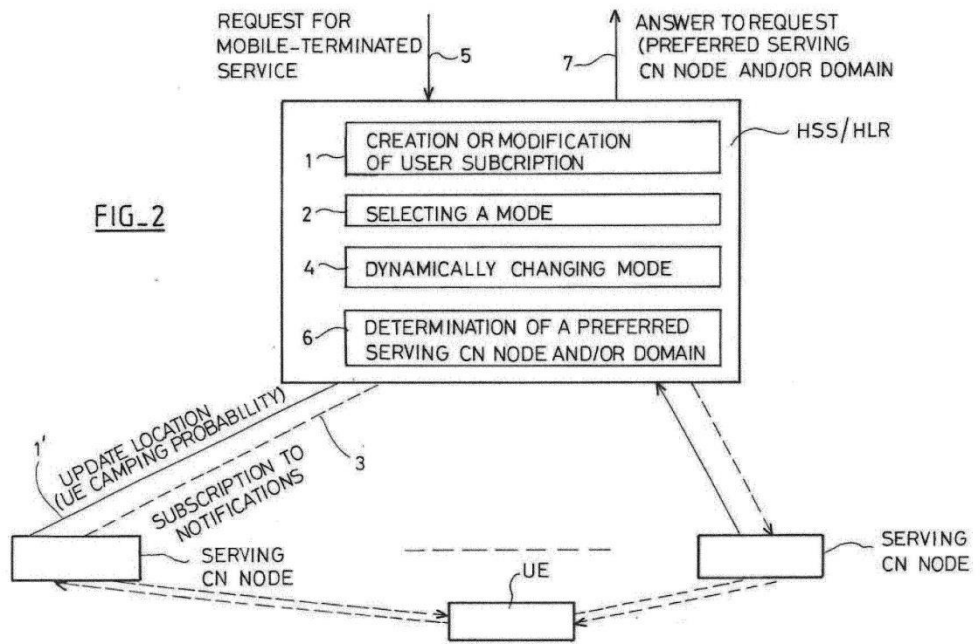 REQUEST FOR
MOBILE-TERMINATED
SERVICE
5
7
ANSWER TO REQUEST
(PREFERRED SERVING
CN NODE AND/OR DOMAIN
HSS/HLR
1
CREATION OR MODIFICATION
OF USER SUBCRIPTION
FIG_2
2
SELECTING A MODE
4
DYNAMICALLY CHANGING MODE
6
DETERMINATION OF A PREFERRED
SERVING CN NODE AND/OR DOMAIN
1'
UPDATE LOCATION
(UE CAMPING PROBABILITY)
3
SUBSCRIPTION TO
NOTIFICATIONS
SERVING
CN NODE
UE
SERVING
CN NODE